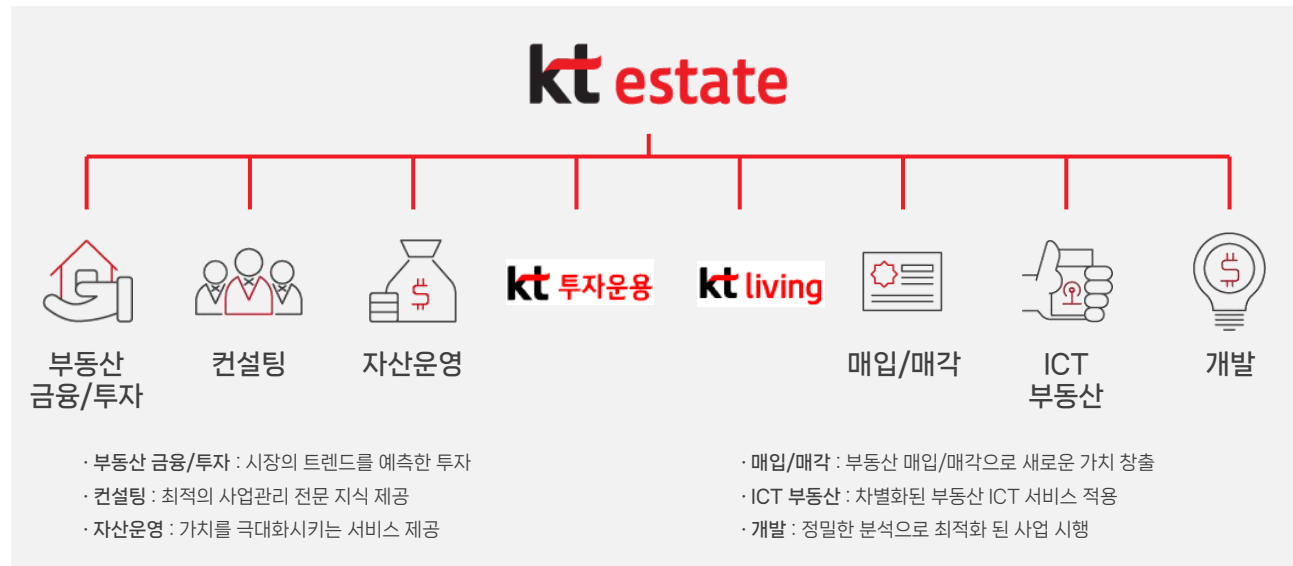 kt estate
kt 투자운용
kt living
부동산
금융/투자
컨설팅
자산운영
매입/매각
ICT
부동산
개발
· 부동산 금융/투자 : 시장의 트렌드를 예측한 투자
· 컨설팅 : 최적의 사업관리 전문 지식 제공
· 자산운영 : 가치를 극대화시키는 서비스 제공
· 매입/매각 : 부동산 매입/매각으로 새로운 가치 창출
· ICT 부동산 : 차별화된 부동산 ICT 서비스 적용
· 개발 : 정밀한 분석으로 최적화 된 사업 시행